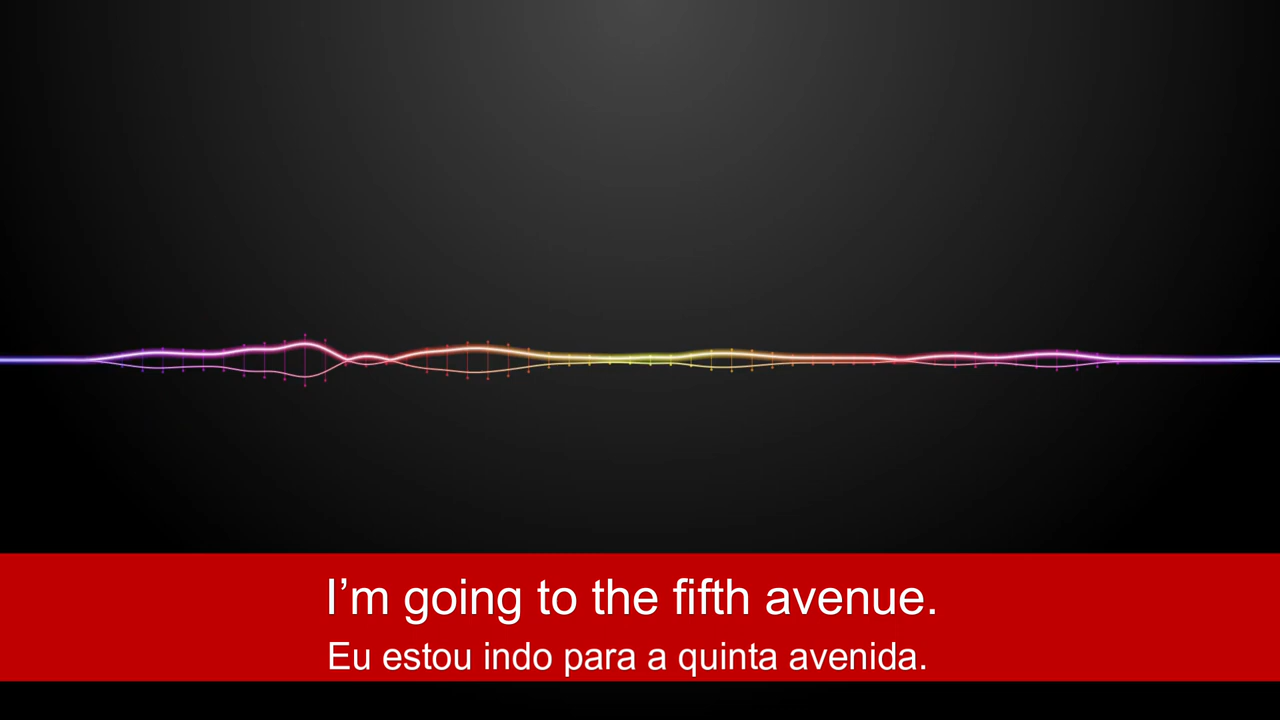 I’m going to the fifth avenue.
Eu estou indo para a quinta avenida.